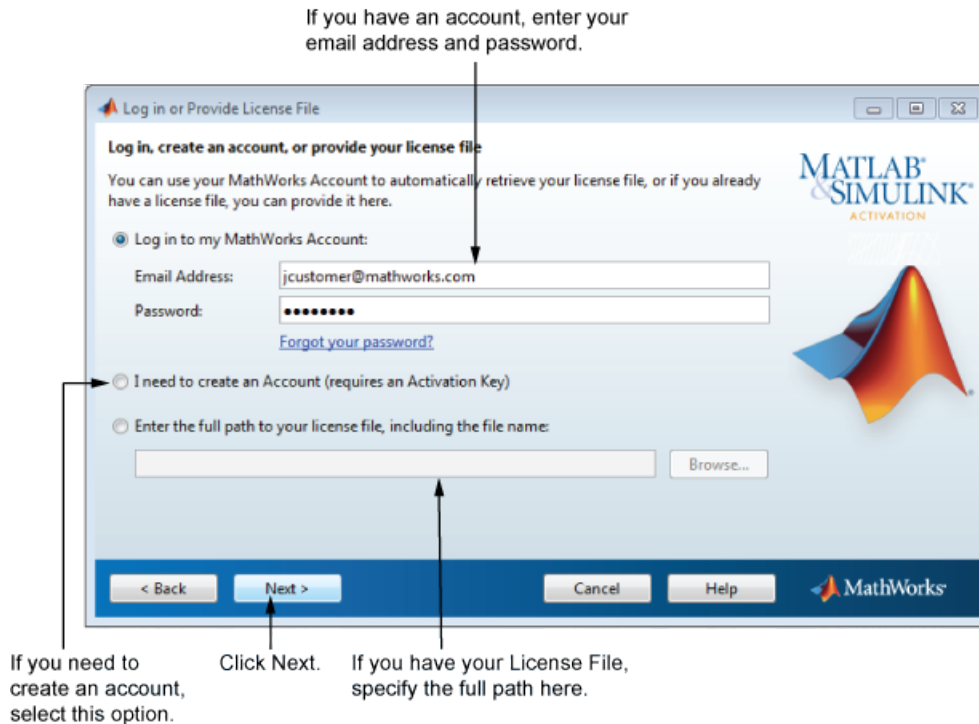 If you have an account, enter your
email address and password.
Log in or Provide License File
Log in, create an account, or provide your license file
You can use your MathWorks Account to automatically retrieve your license file, or if you already
have a license file, you can provide it here.
MATLAB®
&SIMULINK®
ACTIVATION
Log in to my MathWorks Account:
Email Address:
jcustomer@mathworks.com
Password:
••••••••
Forgot your password?
I need to create an Account (requires an Activation Key)
Enter the full path to your license file, including the file name:
Browse...
< Back
Next >
Cancel
Help
MathWorks®
If you need to
create an account,
select this option.
Click Next.
If you have your License File,
specify the full path here.